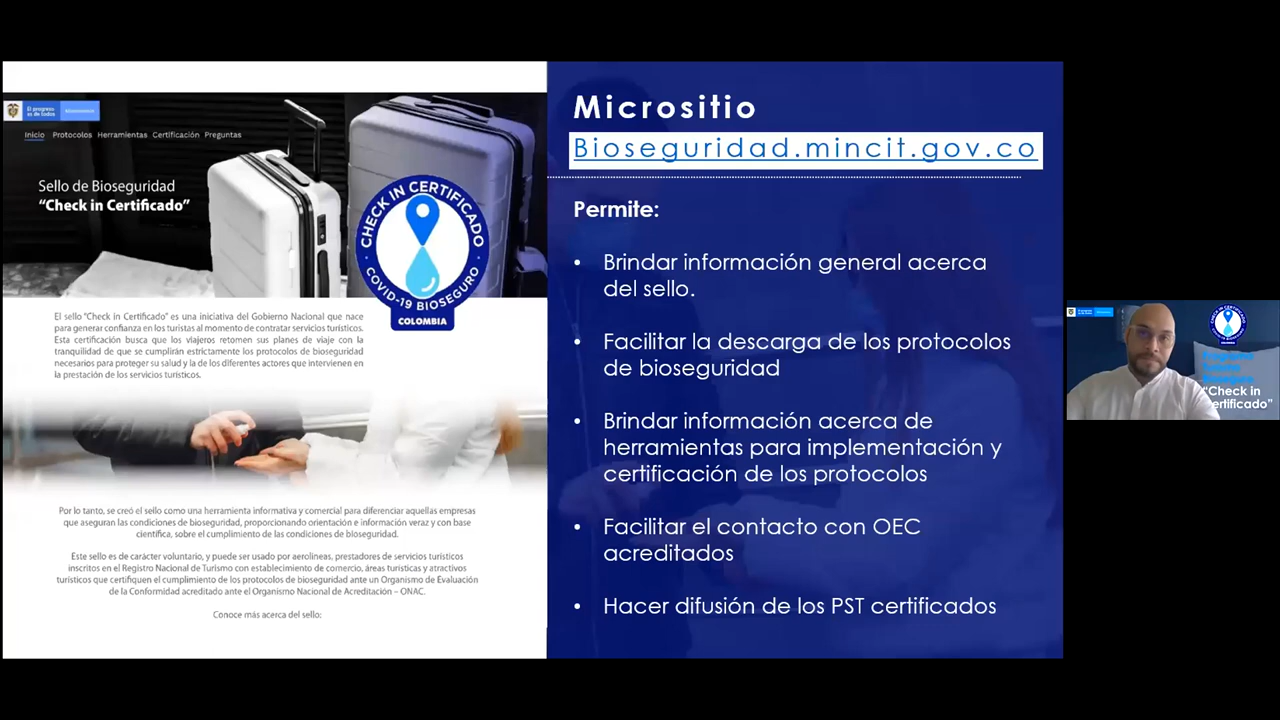 El progreso
es de todos
Inicio Protocolos Herramientas Certificación Preguntas
Sello de Bioseguridad
“Check in Certificado”
CHECK IN CERTIFICADO
COVID-19 BIOSEGURO
COLOMBIA
El sello “Check in Certificado” es una iniciativa del Gobierno Nacional que nace
para generar confianza en los turistas al momento de contratar servicios turísticos.
Esta certificación busca que los viajeros retomen sus planes de viaje con la
tranquilidad de que se cumplirán estrictamente los protocolos de bioseguridad
necesarios para proteger su salud y la de los diferentes actores que intervienen en
la prestación de los servicios turísticos.
Por lo tanto, se creó el sello como una herramienta informativa y comercial para diferenciar aquellas empresas
que aseguran las condiciones de bioseguridad, proporcionando orientación e información veraz y con base
científica, sobre el cumplimiento de las condiciones de bioseguridad.
Este sello es de carácter voluntario, y puede ser usado por aerolineas, prestadores de servicios turísticos
inscritos en el Registro Nacional de Turismo con establecimiento de comercio, áreas turísticas y atractivos
turísticos que certifiquen el cumplimiento de los protocolos de bioseguridad ante un Organismo de Evaluación
de la Conformidad acreditado ante el Organismo Nacional de Acreditación – ONAC.
Conoce más acerca del sello:
Micrositio
Bioseguridad.mincit.gov.co
Permite:
• Brindar información general acerca
del sello.
• Facilitar la descarga de los protocolos
de bioseguridad
• Brindar información acerca de
herramientas para implementación y
certificación de los protocolos
• Facilitar el contacto con OEC
acreditados
• Hacer difusión de los PST certificados
CHECK IN CERTIFICADO
“Check in
ertificado”